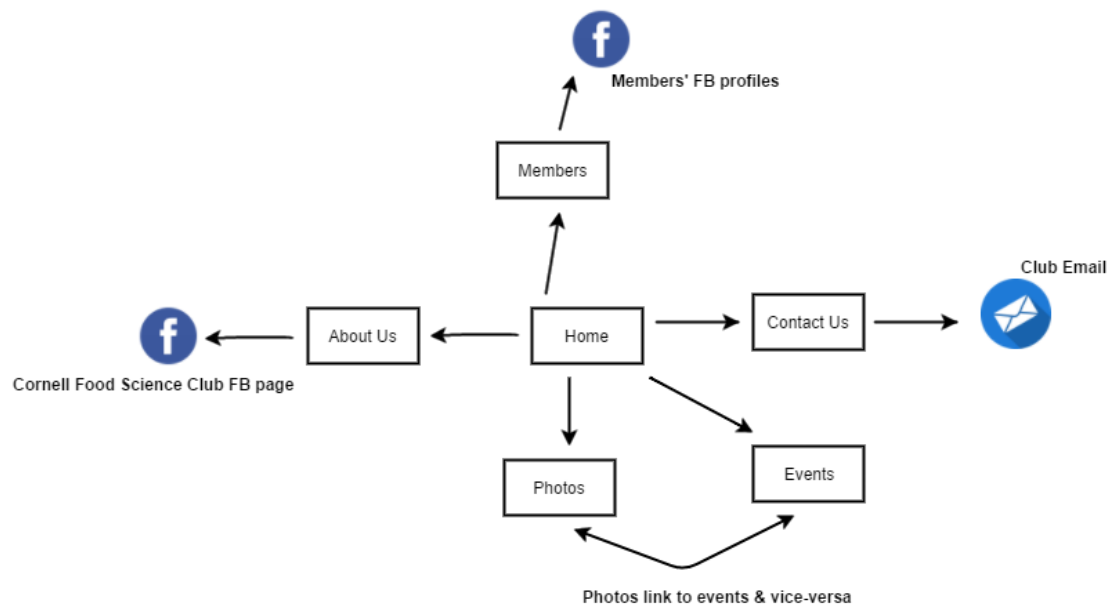 Members' FB profiles
Members
Club Email
About Us
Home
Contact Us
Cornell Food Science Club FB page
Photos
Events
Photos link to events & vice-versa